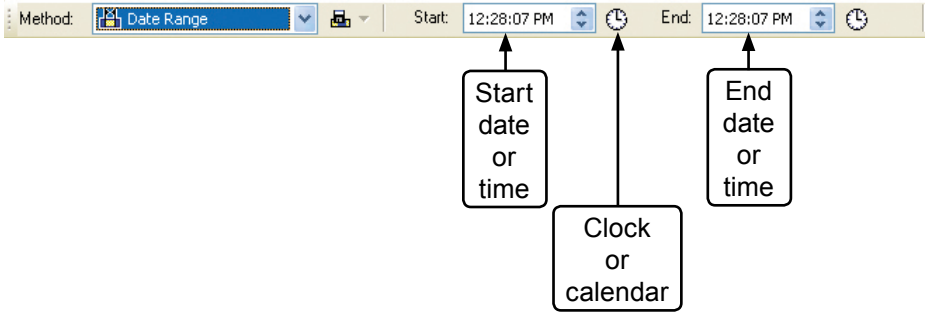 Method: Date Range Start: 12:28:07 PM End: 12:28:07 PM
Start
date
or
time
End
date
or
time
Clock
or
calendar